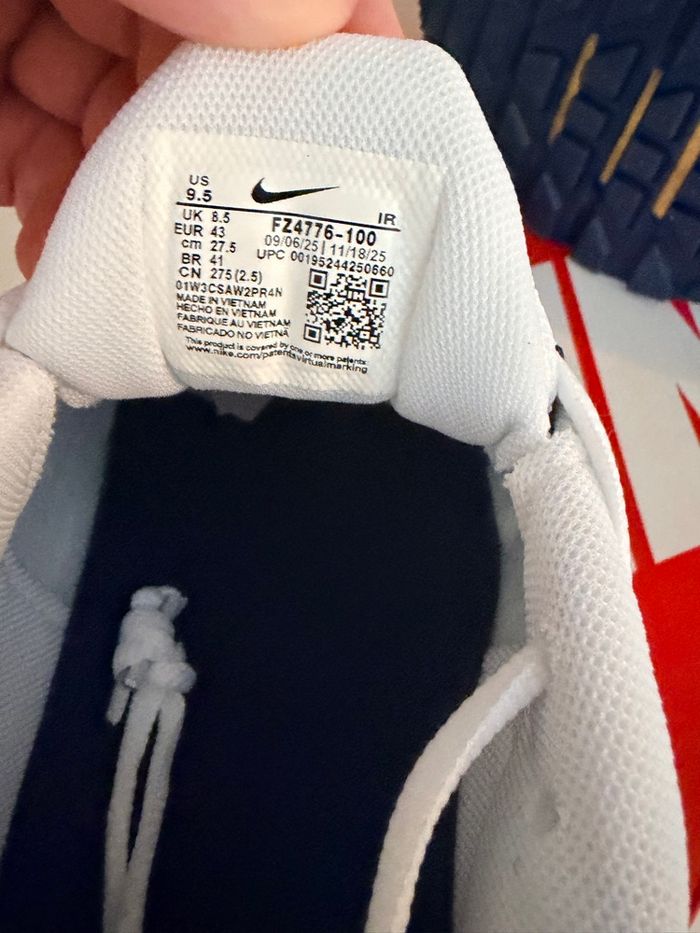 US
9.5
IR
UK 8.5
EUR 43
cm 27.5
BR 41
CN 275(2.5)
FZ4776-100
09/06/25 | 11/18/25
UPC 00195244250660
01W3CSAW2PR4N
MADE IN VIETNAM
HECHO EN VIETNAM
FABRIQUE AU VIETNAM
FABRICADO NO VIETNÃ
This product is covered by one or more patents:
www.nike.com/patentsvirtualmarking